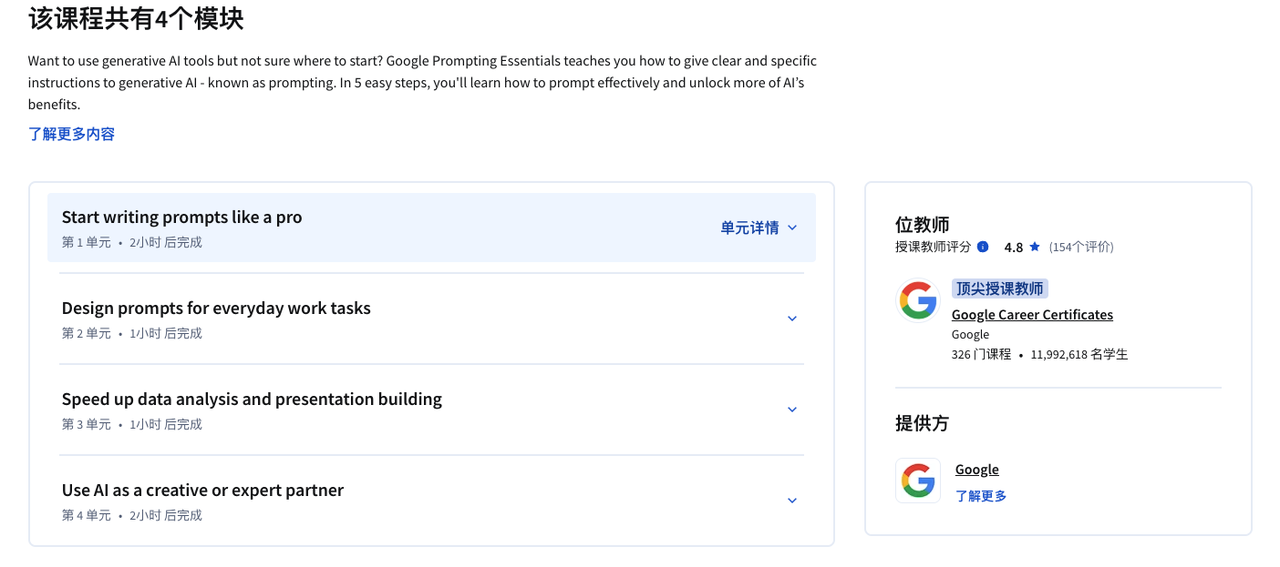 该课程共有4个模块
Want to use generative AI tools but not sure where to start? Google Prompting Essentials teaches you how to give clear and specific
instructions to generative AI - known as prompting. In 5 easy steps, you'll learn how to prompt effectively and unlock more of AI’s
benefits.
了解更多内容
Start writing prompts like a pro
第 1 单元 • 2小时 后完成
单元详情
Design prompts for everyday work tasks
第 2 单元 • 1小时 后完成
Speed up data analysis and presentation building
第 3 单元 • 1小时 后完成
Use AI as a creative or expert partner
第 4 单元 • 2小时 后完成
位教师
授课教师评分 4.8 (154个评价)
顶尖授课教师
Google Career Certificates
Google
326 门课程 • 11,992,618 名学生
提供方
Google
了解更多